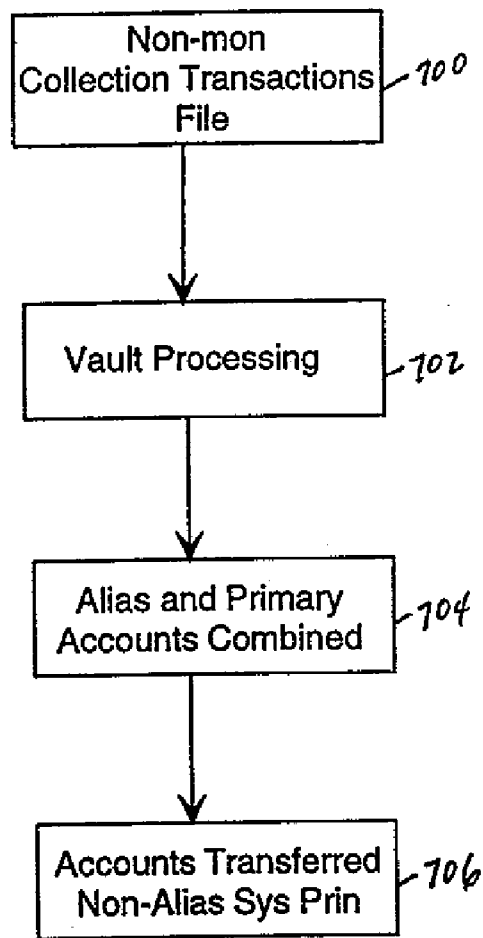 Non-mon
Collection Transactions
File
700
Vault Processing
702
Alias and Primary
Accounts Combined
704
Accounts Transferred
Non-Alias Sys Prin
706